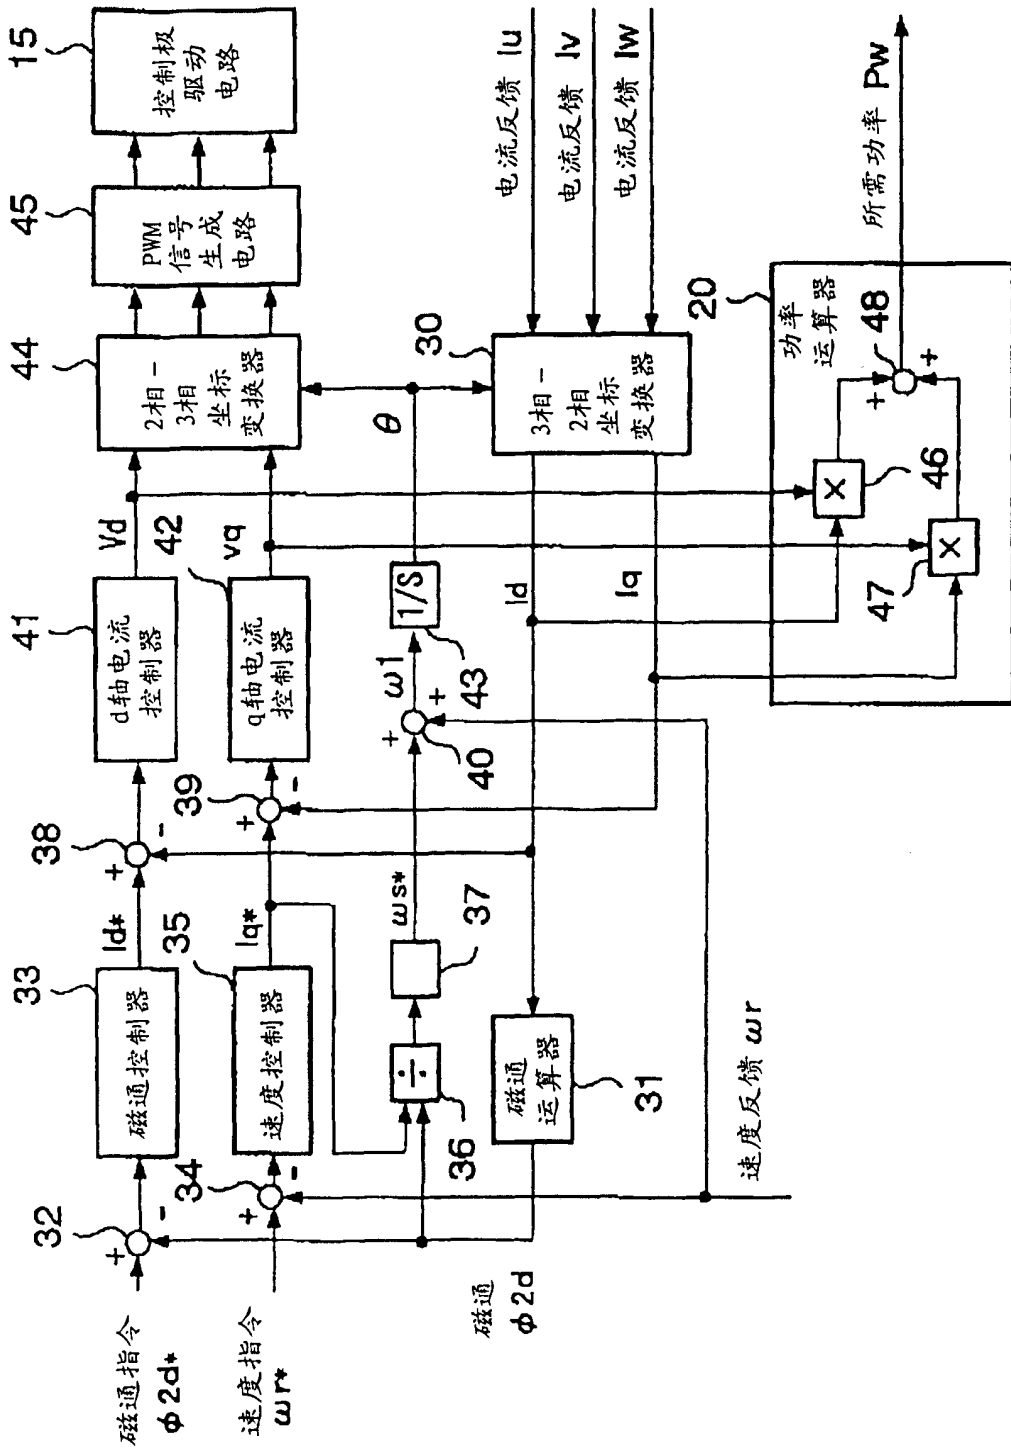 磁通指令
φ2d*
速度指令
ωr*
32
+
-
34
+
-
33
磁通控制器
35
速度控制器
Id*
Iq*
38
+
-
39
+
-
41
d轴电流
控制器
42
q轴电流
控制器
Vd
vq
44
2相-
3相
坐标
变换器
45
PWM
信号
生成
电路
15
控制极
驱动
电路
36
÷
37
ωs*
40
+
+
ω1
43
1/S
θ
磁通
φ2d
31
磁通
运算器
Id
Iq
30
3相-
2相
坐标
变换器
电流反馈 Iu
电流反馈 Iv
电流反馈 Iw
速度反馈 ωr
20
功率
运算器
46
×
47
×
48
+
+
所需功率 Pw